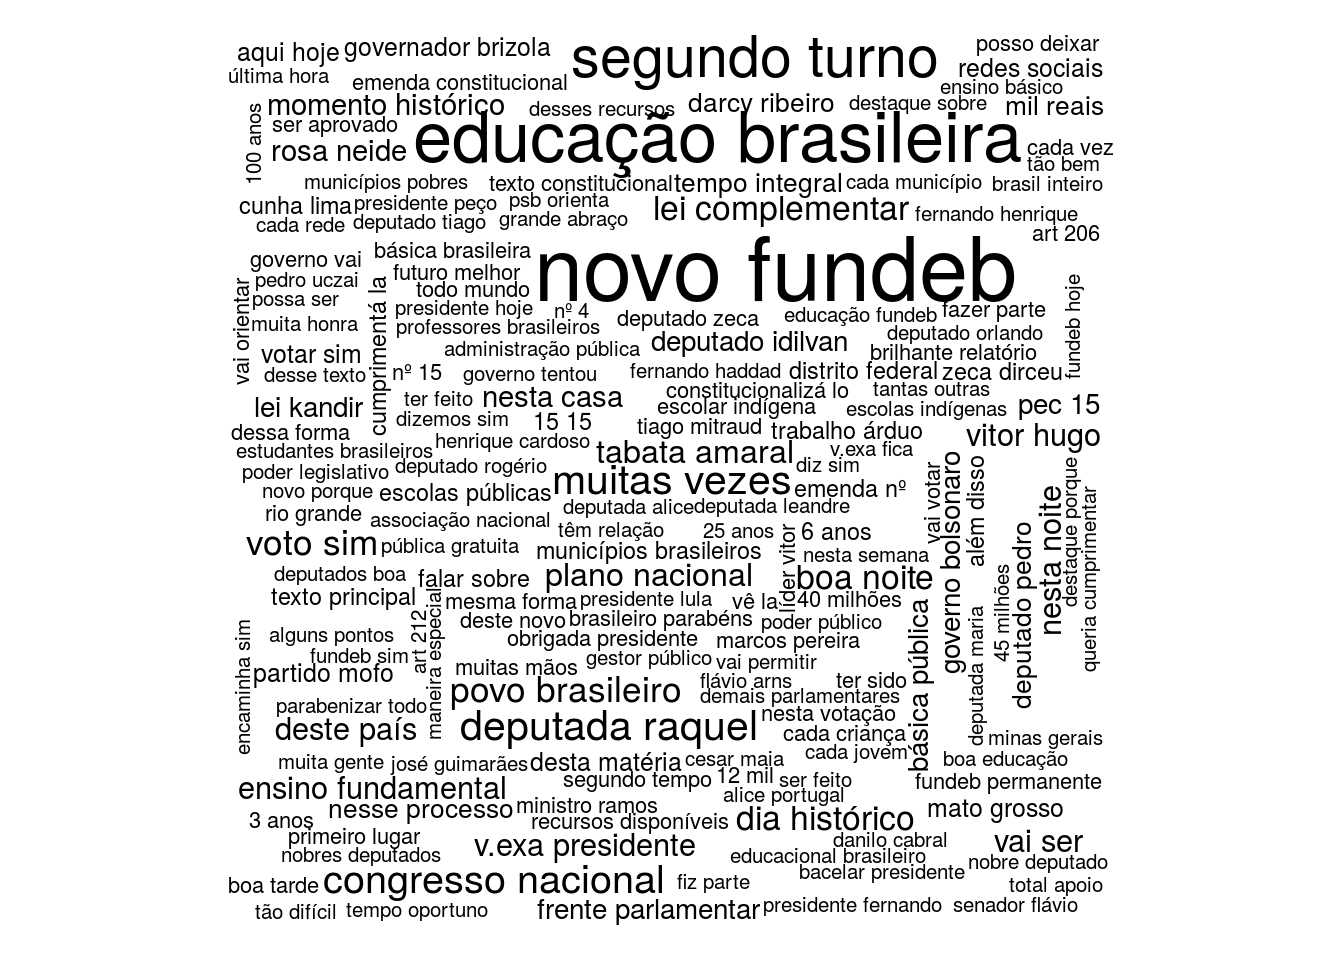 segundo turno
posso deixar
aqui hoje
governador brizola
redes sociais
última hora
emenda constitucional
ensino básico
momento histórico
desses recursos
darcy ribeiro
destaque sobre
mil reais
100 anos
ser aprovado
educação brasileira
rosa neide
cada vez
tão bem
municípios pobres
texto constitucional
tempo integral
cada município
brasil inteiro
cunha lima
presidente peço
psb orienta
lei complementar
fernando henrique
cada rede
deputado tiago
grande abraço
art 206
governo vai
básica brasileira
novo fundeb
pedro uczai
futuro melhor
todo mundo
possa ser
vai orientar
cumprimentá la
presidente hoje
nº 4
deputado zeca
educação fundeb
fazer parte
fundeb hoje
muita honra
professores brasileiros
deputado orlando
votar sim
administração pública
deputado idilvan
brilhante relatório
desse texto
nº 15
governo tentou
fernando haddad
distrito federal
zeca dirceu
lei kandir
ter feito
nesta casa
constitucionalizá lo
tantas outras
escolar indígena
escolas indígenas
pec 15
dessa forma
dizemos sim
15 15
tiago mitraud
trabalho árduo
vitor hugo
estudantes brasileiros
henrique cardoso
tabata amaral
v.exa fica
poder legislativo
deputado rogério
muitas vezes
diz sim
novo porque
escolas públicas
emenda nº
vai votar
governo bolsonaro
além disso
destaque porque
rio grande
associação nacional
deputada alice
deputada leandre
nesta noite
queria cumprimentar
voto sim
pública gratuita
têm relação
25 anos
6 anos
municípios brasileiros
líder vitor
nesta semana
deputado pedro
deputados boa
falar sobre
plano nacional
boa noite
45 milhões
texto principal
mesma forma
presidente lula
vê la
40 milhões
básica pública
deputada maria
alguns pontos
art 212
maneira especial
deste novo
brasileiro parabéns
poder público
encaminha sim
fundeb sim
obrigada presidente
marcos pereira
partido mofo
muitas mãos
gestor público
vai permitir
povo brasileiro
flávio arns
ter sido
demais parlamentares
parabenizar todo
deste país
deputada raquel
nesta votação
cada criança
minas gerais
cada jovem
muita gente
josé guimarães
desta matéria
cesar maia
boa educação
ensino fundamental
segundo tempo
12 mil
ser feito
fundeb permanente
nesse processo
ministro ramos
alice portugal
mato grosso
3 anos
recursos disponíveis
dia histórico
primeiro lugar
v.exa presidente
danilo cabral
vai ser
nobres deputados
educacional brasileiro
nobre deputado
boa tarde
congresso nacional
fiz parte
bacelar presidente
total apoio
tão difícil
tempo oportuno
frente parlamentar
presidente fernando
senador flávio